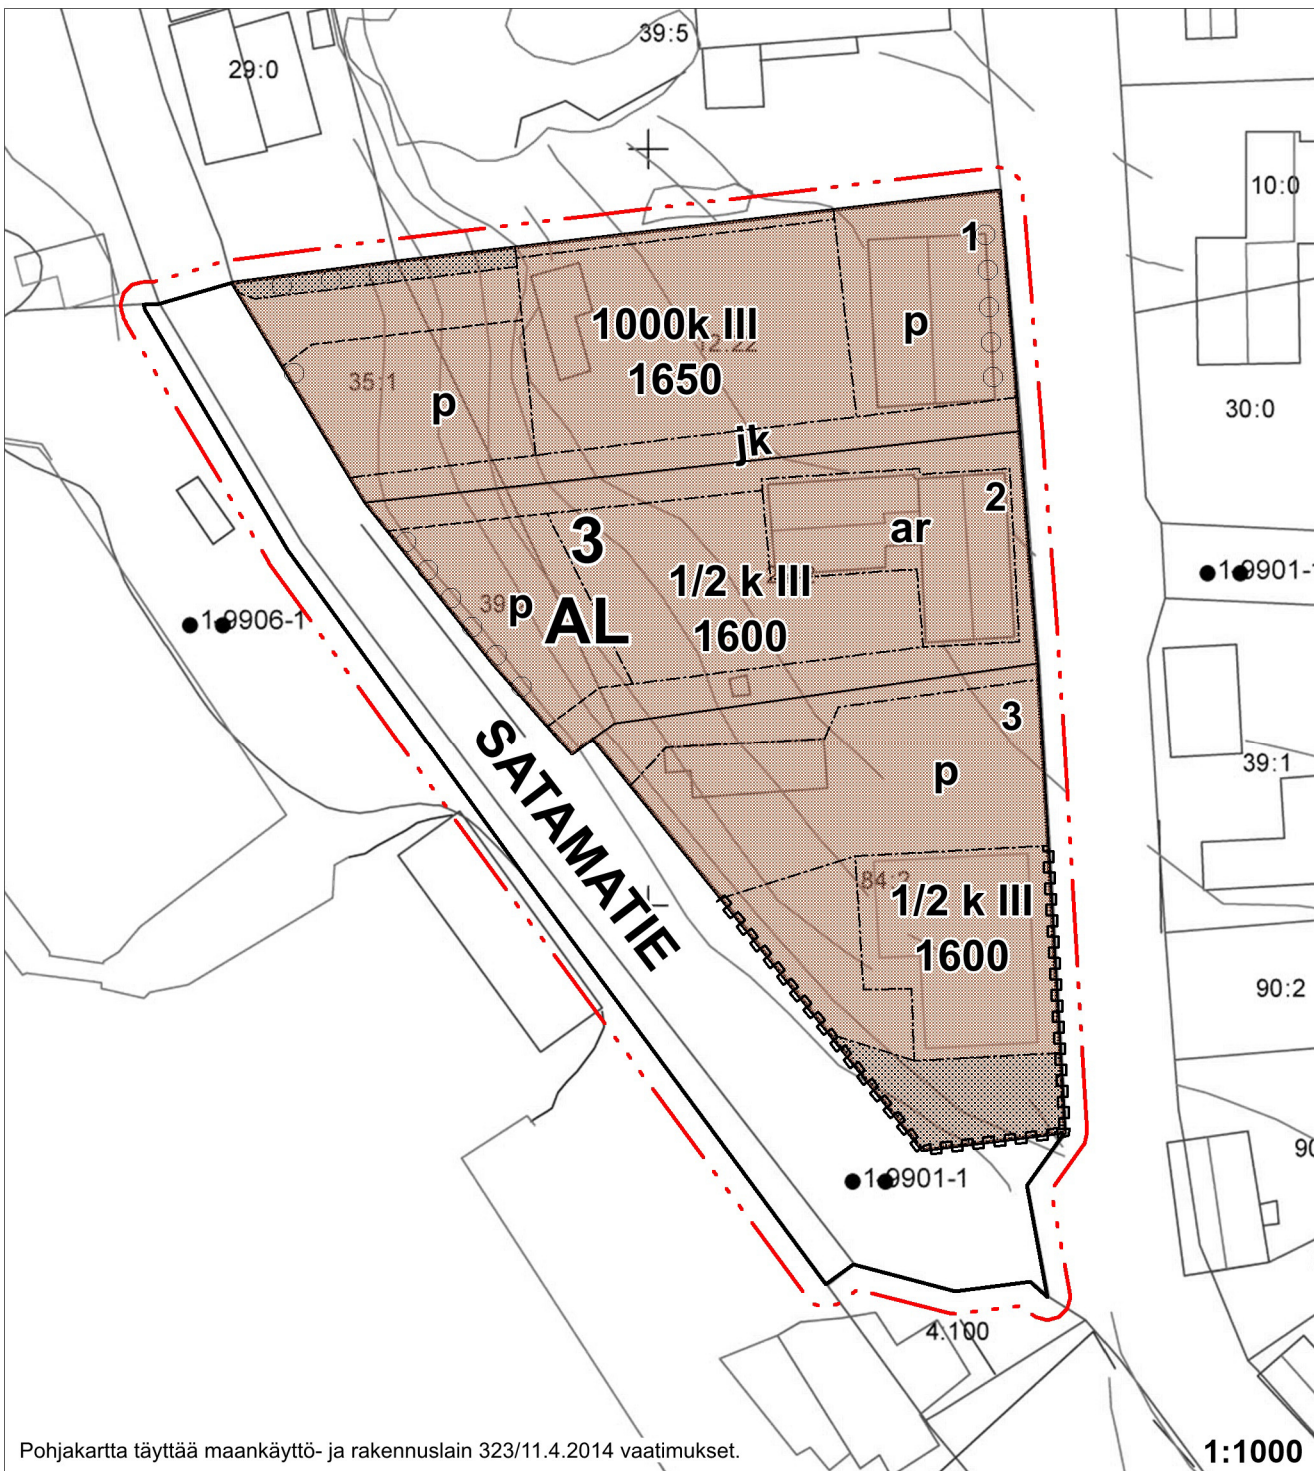 39:5
29:0
10:0
1
1000k III
1650
p
12:22
35:1
p
30:0
jk
2
3
ar
1/2 k III
1600
39
p
AL
1-9901-1
1-9906-1
3
SATAMATIE
p
39:1
84:2
1/2 k III
1600
90:2
90
1-9901-1
4:100
Pohjakartta täyttää maankäyttö- ja rakennuslain 323/11.4.2014 vaatimukset.
1:1000